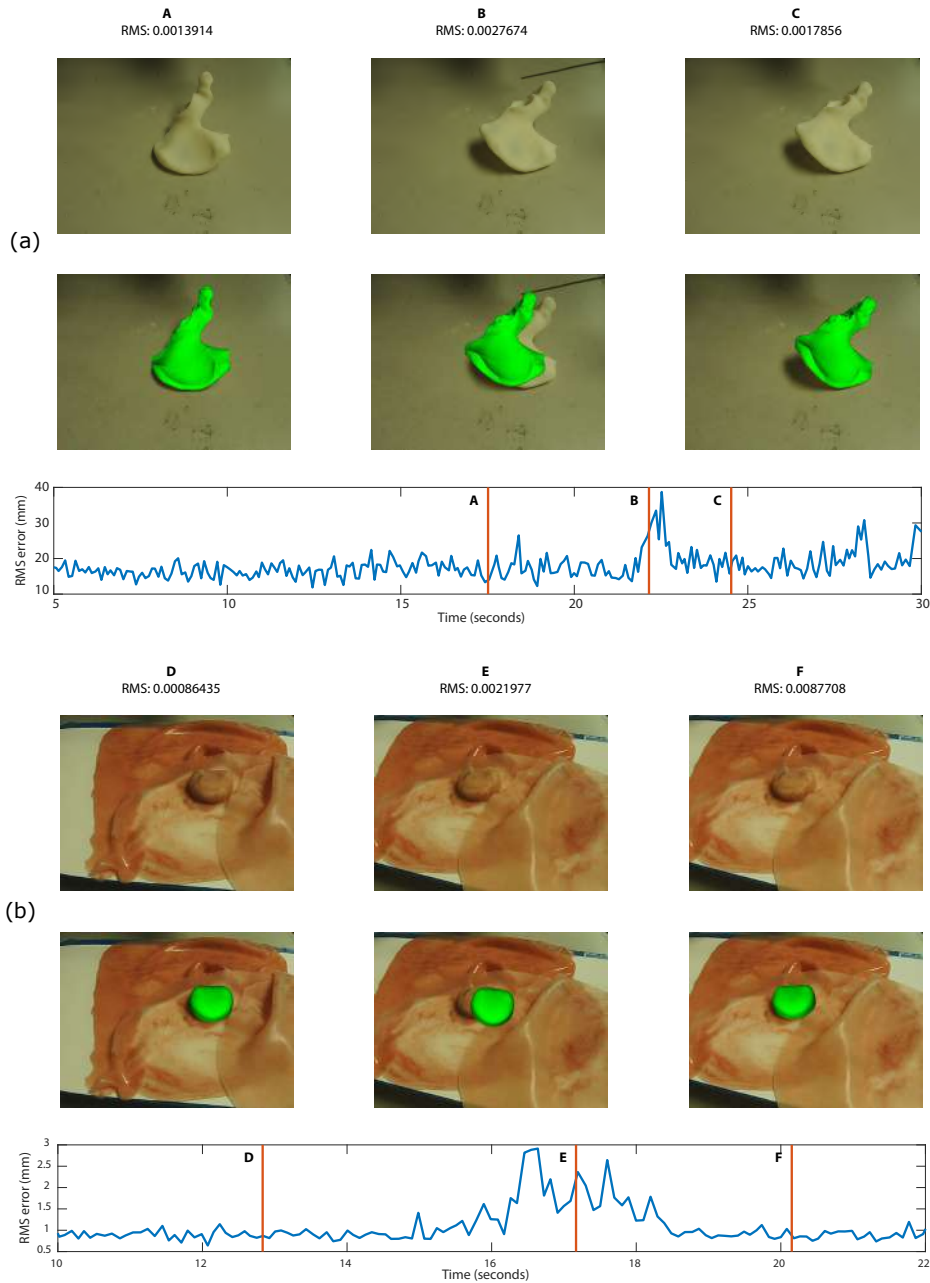 A
RMS: 0.0013914
B
RMS: 0.0027674
C
RMS: 0.0017856
(a)
RMS error (mm)
40
30
20
10
A
B
C
5
10
15
20
25
30
Time (seconds)
D
RMS: 0.00086435
E
RMS: 0.0021977
F
RMS: 0.0087708
(b)
RMS error (mm)
3
2.5
2
1.5
1
0.5
D
E
F
10
12
14
16
18
20
22
Time (seconds)